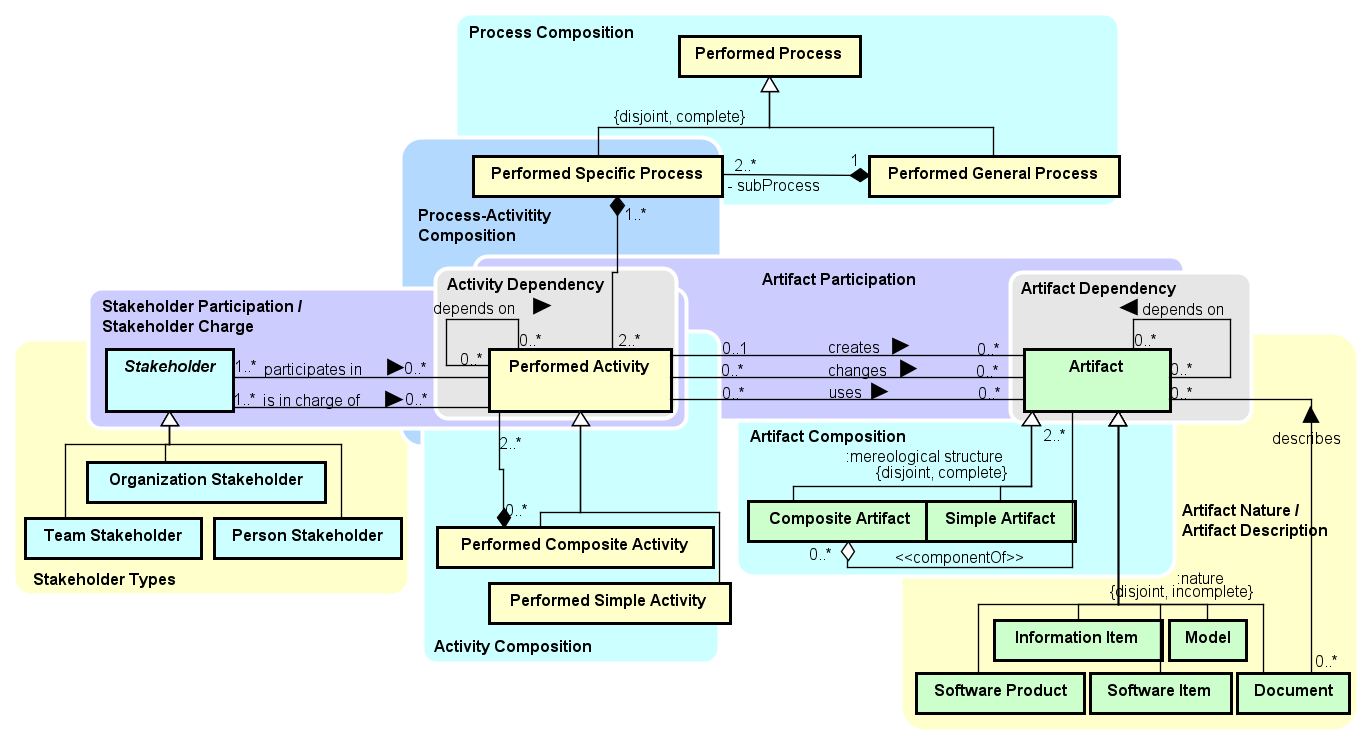 Process Composition
Performed Process
{disjoint, complete}
Performed Specific Process
2..*
1
- subProcess
Performed General Process
Process-Activitity
Composition
1..*
Activity Dependency
depends on
0..*
0..*
2..*
Artifact Participation
Artifact Dependency
depends on
0..*
0..*
Stakeholder Participation /
Stakeholder Charge
Stakeholder
1..*
participates in
0..*
1..*
is in charge of
0..*
Performed Activity
0..1
creates
0..*
0..*
changes
0..*
0..*
uses
0..*
Artifact
0..*
describes
2..*
Artifact Composition
:mereological structure
{disjoint, complete}
2..*
Organization Stakeholder
Team Stakeholder
Person Stakeholder
Stakeholder Types
0..*
Performed Composite Activity
Performed Simple Activity
Activity Composition
Composite Artifact
Simple Artifact
0..*
<<componentOf>>
Artifact Nature /
Artifact Description
:nature
{disjoint, incomplete}
Information Item
Model
0..*
Software Product
Software Item
Document